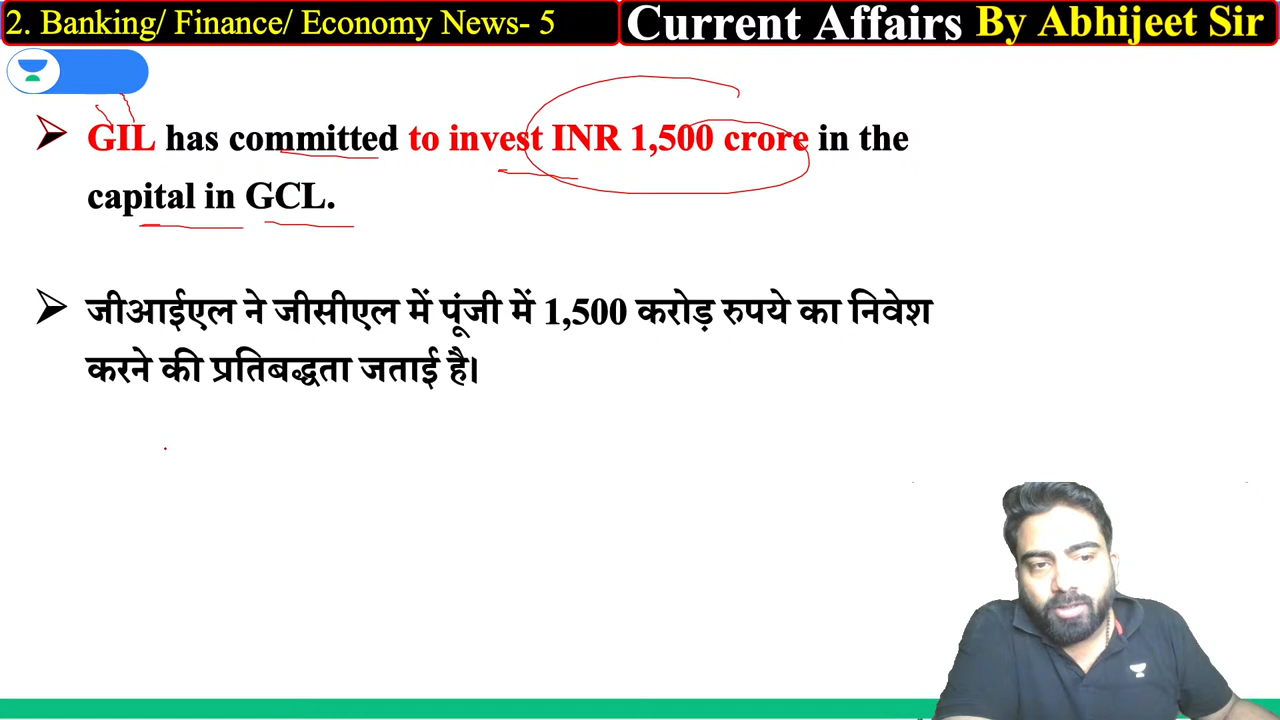 2. Banking/ Finance/ Economy News- 5
Current Affairs By Abhijeet Sir
GIL has committed to invest INR 1,500 crore in the
capital in GCL.
जीआईएल ने जीसीएल में पूंजी में 1,500 करोड़ रुपये का निवेश
करने की प्रतिबद्धता जताई है।